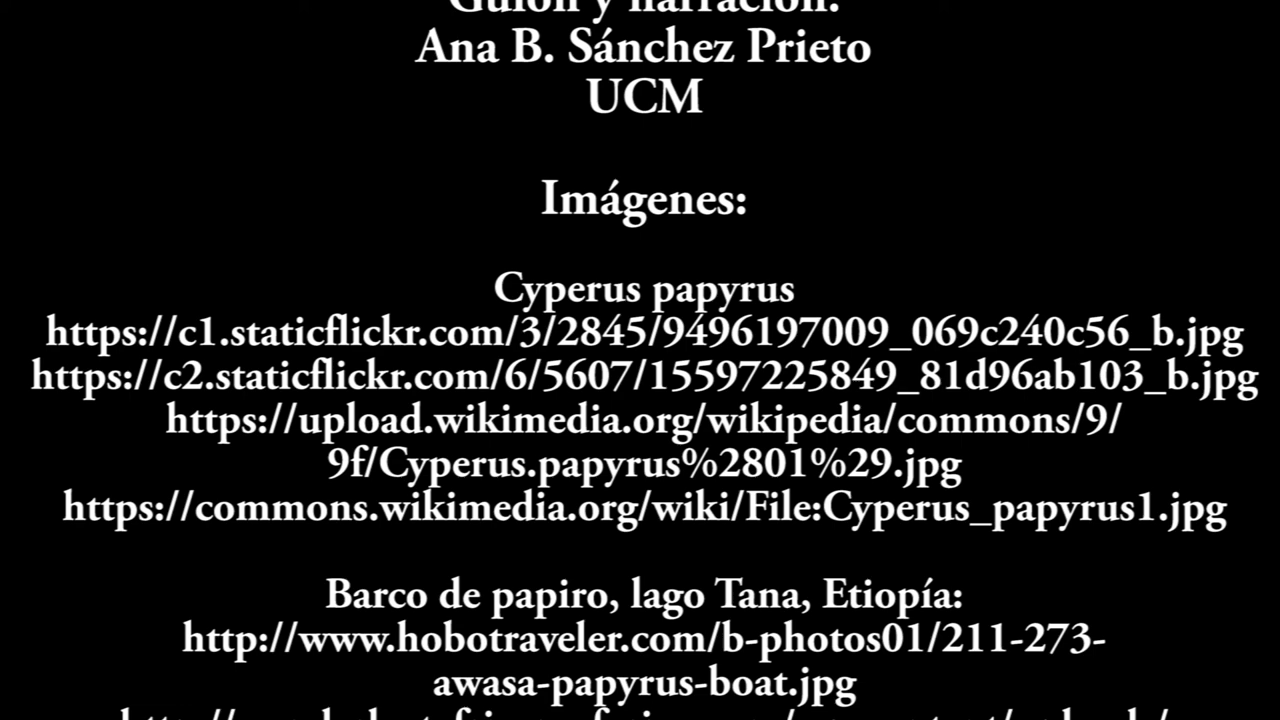 Guión y narración:
Ana B. Sánchez Prieto
UCM
Imágenes:
Cyperus papyrus
https://c1.staticflickr.com/3/2845/9496197009_069c240c56_b.jpg
https://c2.staticflickr.com/6/5607/15597225849_81d96ab103_b.jpg
https://upload.wikimedia.org/wikipedia/commons/9/
9f/Cyperus.papyrus%2801%29.jpg
https://commons.wikimedia.org/wiki/File:Cyperus_papyrus1.jpg
Barco de papiro, lago Tana, Etiopía:
http://www.hobotraveler.com/b-photos01/211-273-
awasa-papyrus-boat.jpg